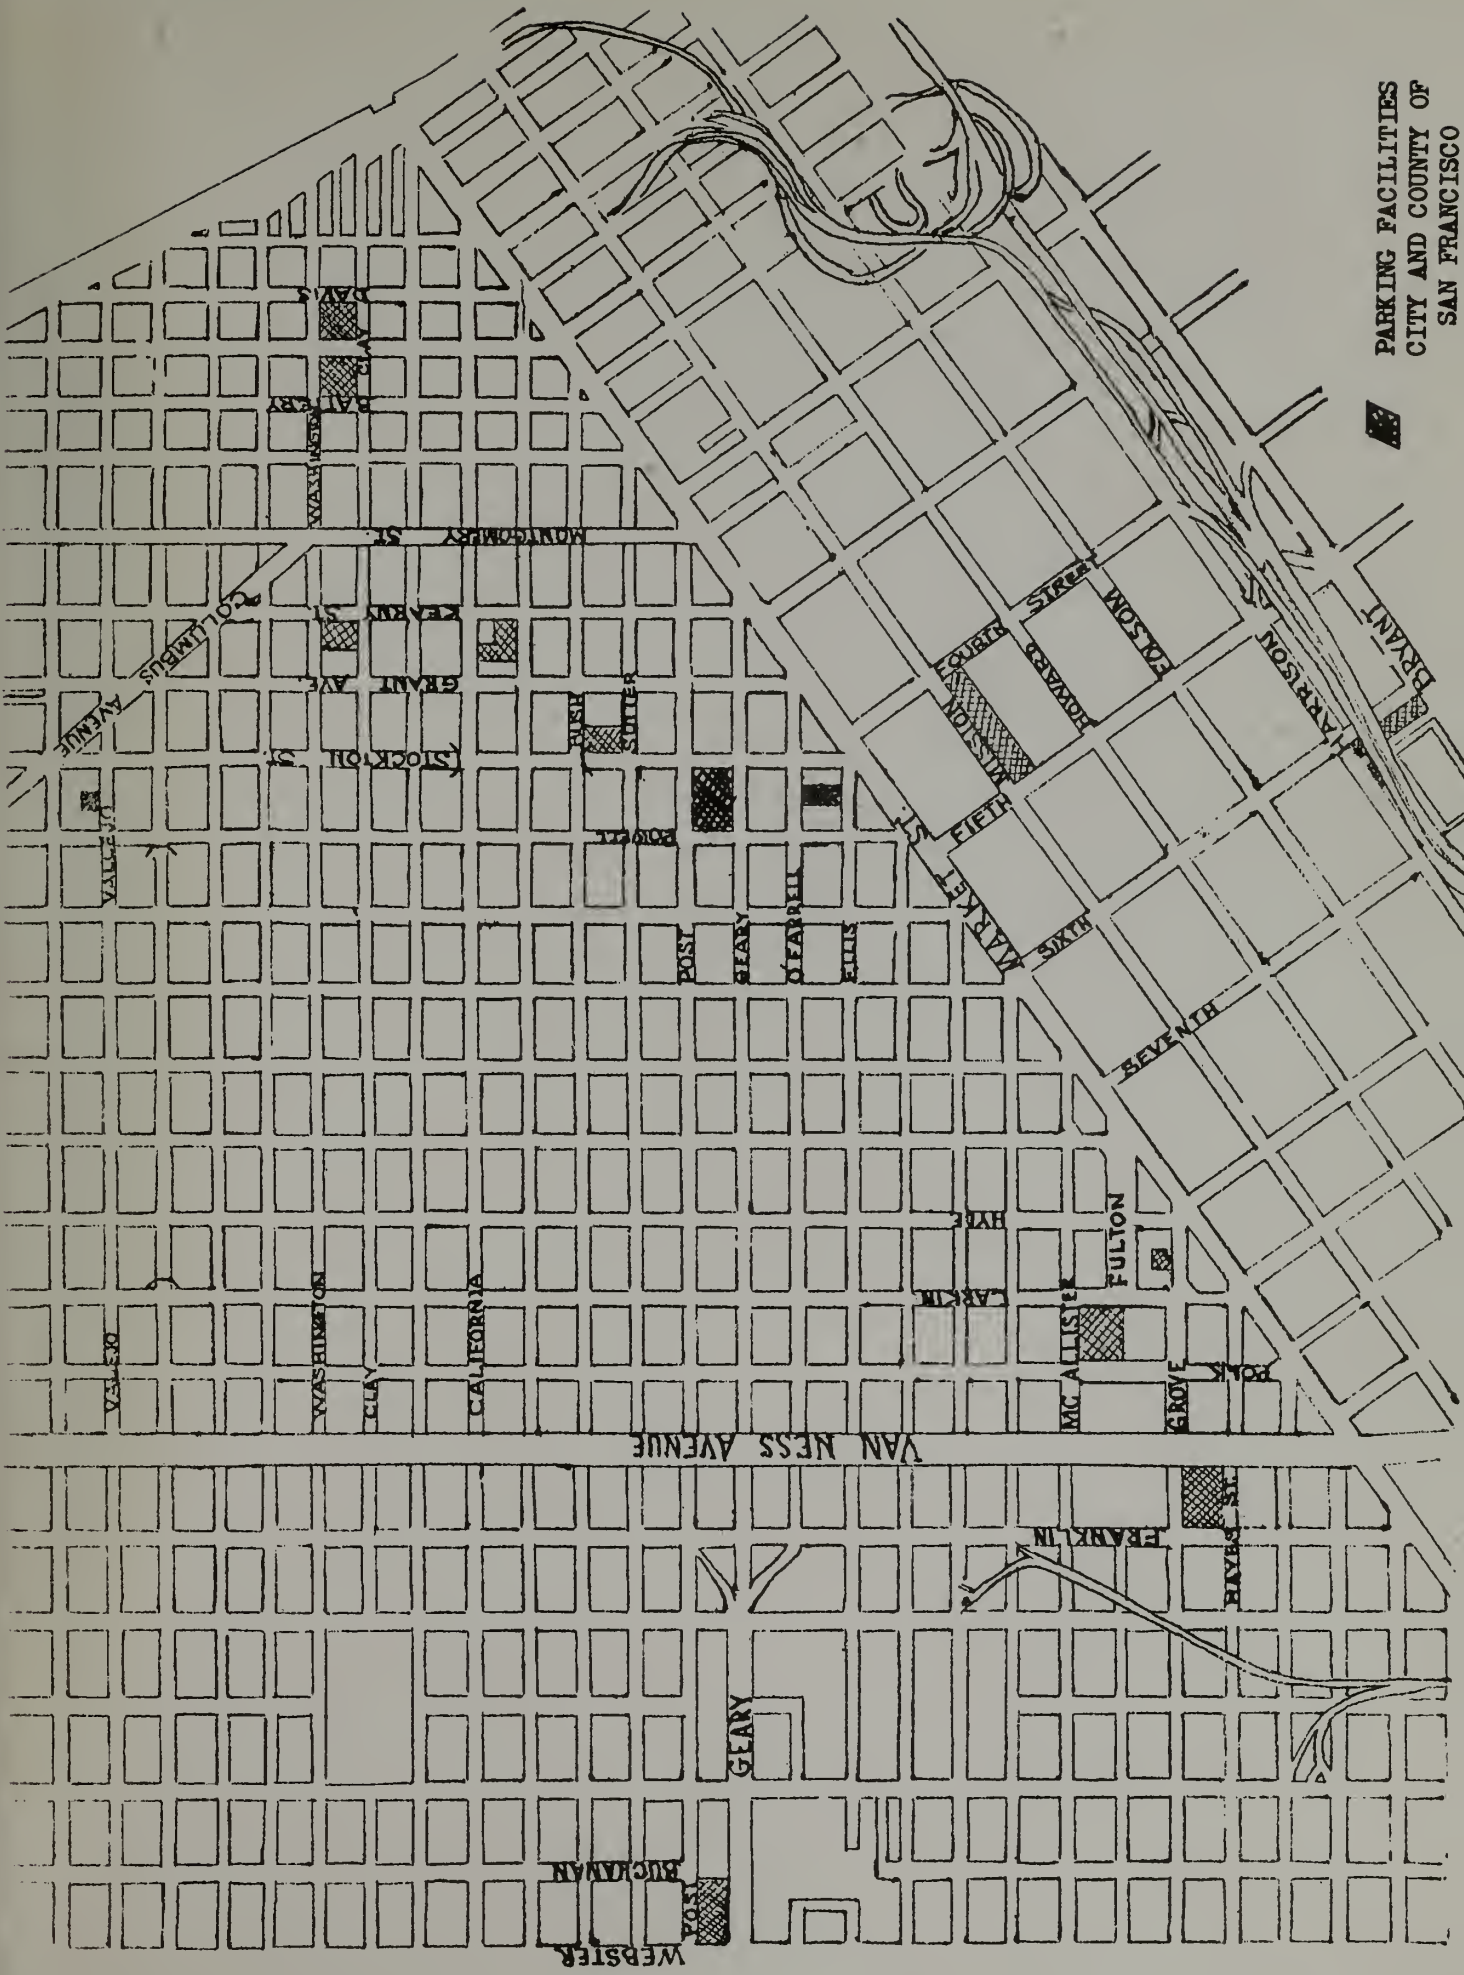 DAVIS
CLAY
BATTERY
WASHINGTON
MONTGOMERY ST.
COLUMBUS
AVENUE
KEARNY ST.
GRANT AVE.
(STOCKTON ST.
BUSH
SUTTER
VALLEJO
POWELL
POST
GEARY
O'FARRELL
ELLIS
MARKET ST.
FOURTH STREET
MISSION
HOWARD
FOLSOM
HARRISON
HARRISON
BRYANT
FIFTH
SIXTH
SEVENTH
HYDE
LARKIN
FULTON
MC ALLISTER
GROVE
POLK
VALLEJO
WASHINGTON
CLAY
CALIFORNIA
VAN NESS AVENUE
FRANKLIN
HAYES ST.
GEARY
BUCHANAN
POST
WEBSTER
PARKING FACILITIES
CITY AND COUNTY OF
SAN FRANCISCO